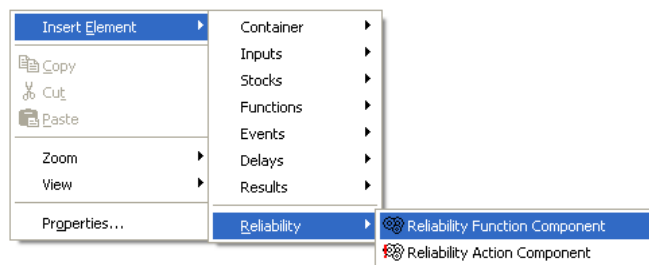 Insert Element
Copy
Cut
Paste
Zoom
View
Properties...
Container
Inputs
Stocks
Functions
Events
Delays
Results
Reliability
Reliability Function Component
Reliability Action Component